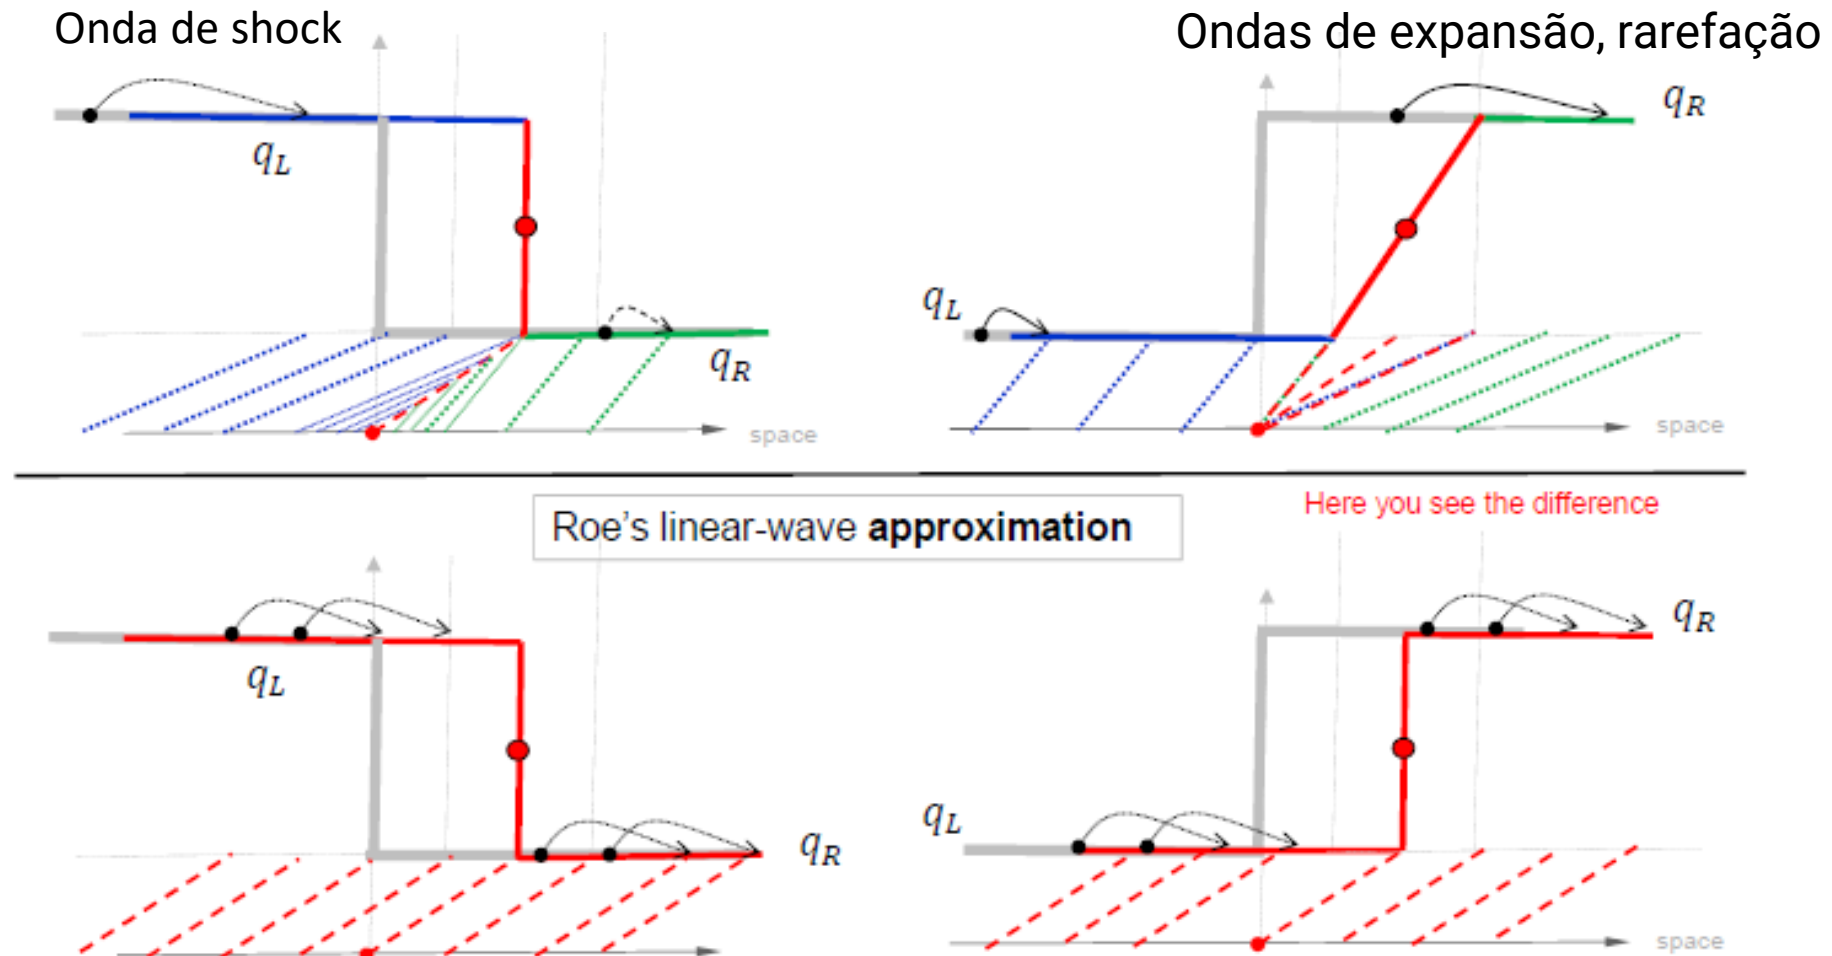 Onda de shock
Ondas de expansão, rarefação
q_L
q_R
q_L
q_R
space
space
Here you see the difference
Roe's linear-wave approximation
q_L
q_R
q_L
q_R
space